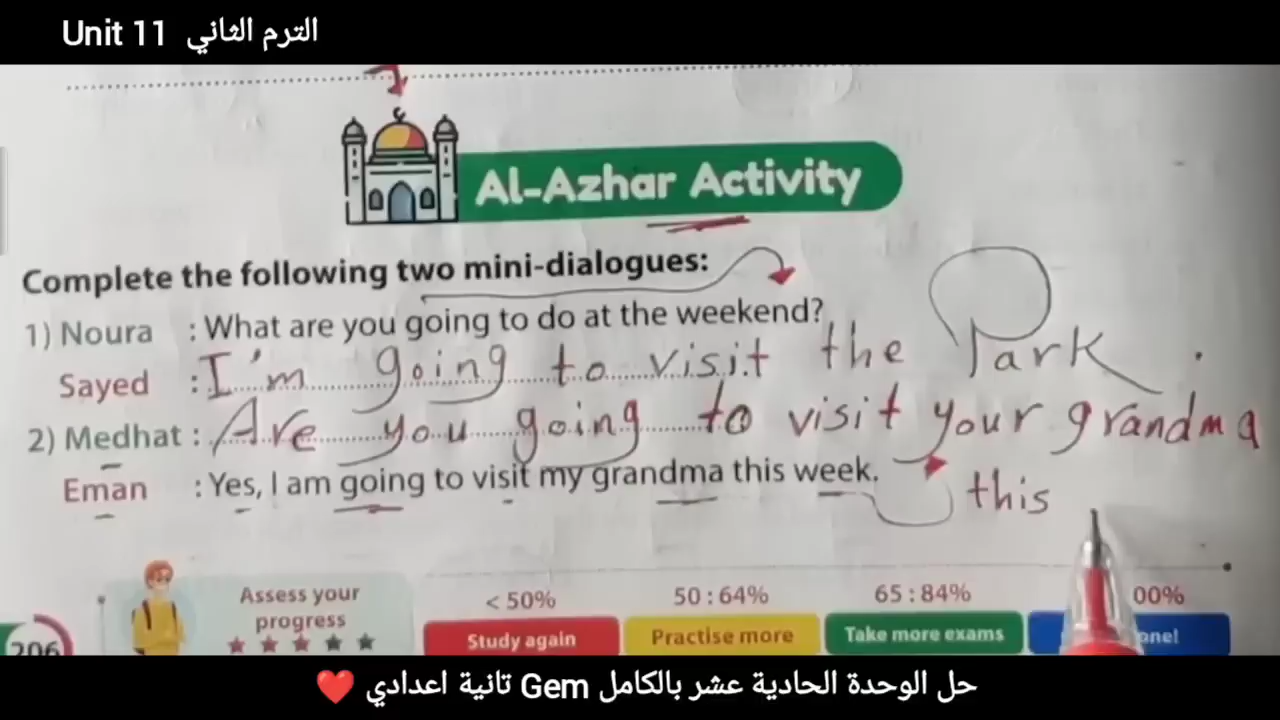 Unit 11 الترم الثاني
Al-Azhar Activity
Complete the following two mini-dialogues:
1) Noura : What are you going to do at the weekend?
Sayed : I'm going to visit the Park.
2) Medhat : Are you going to visit your grandma
Eman : Yes, I am going to visit my grandma this week. this
Assess your
progress
< 50%
50 : 64%
65 : 84%
00%
Study again
Practise more
Take more exams
one!
206
حل الوحدة الحادية عشر بالكامل Gem تانية اعدادي ❤️